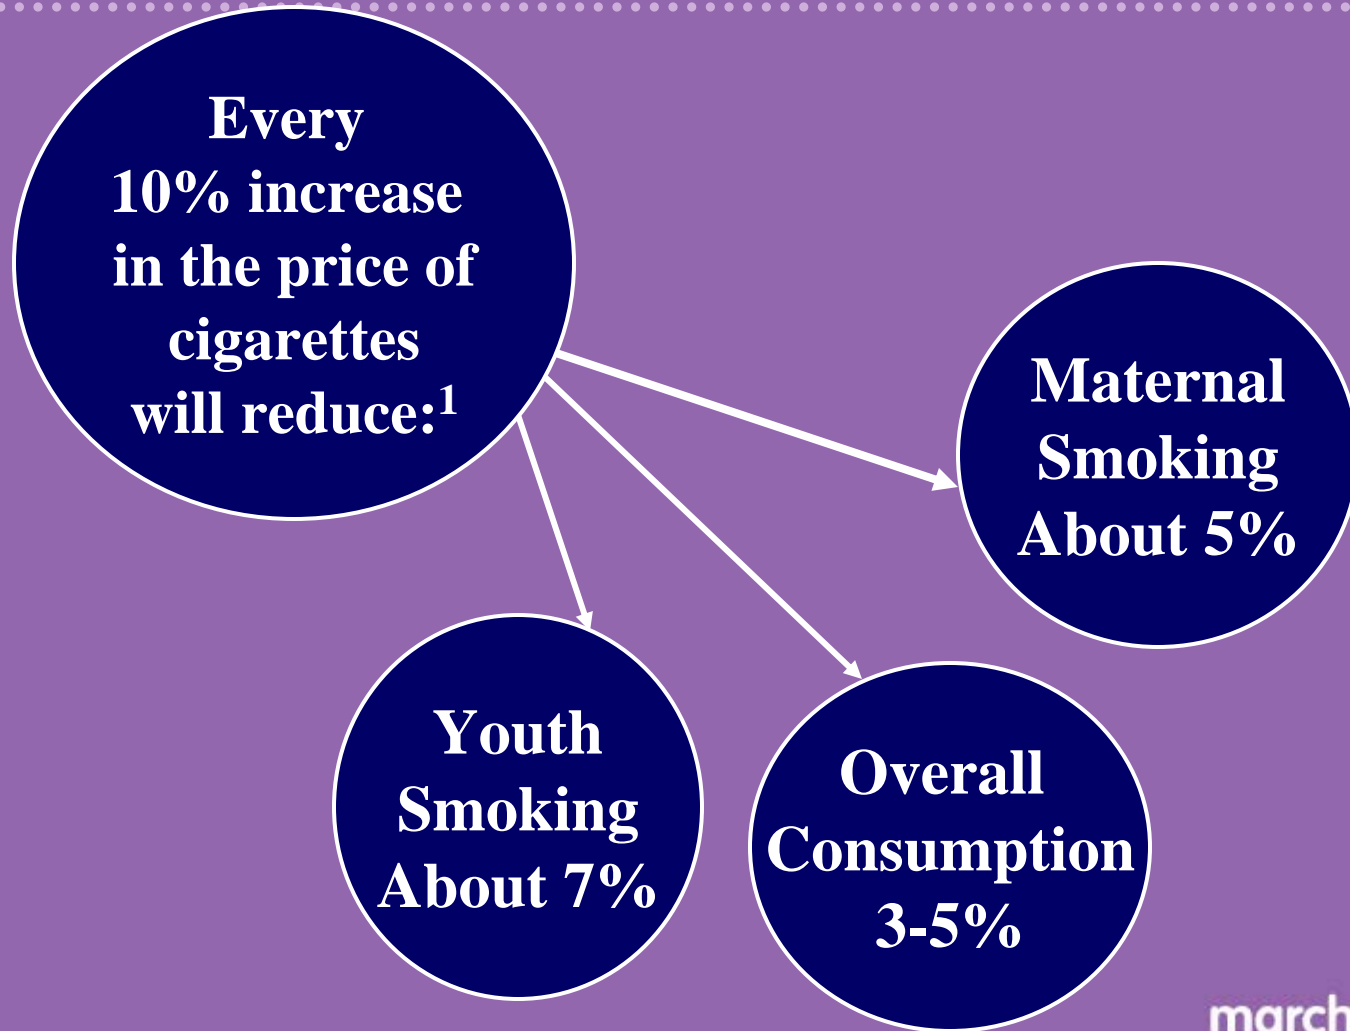 Every
10% increase
in the price of
cigarettes
will reduce:¹
Maternal
Smoking
About 5%
Youth
Smoking
About 7%
Overall
Consumption
3-5%
march